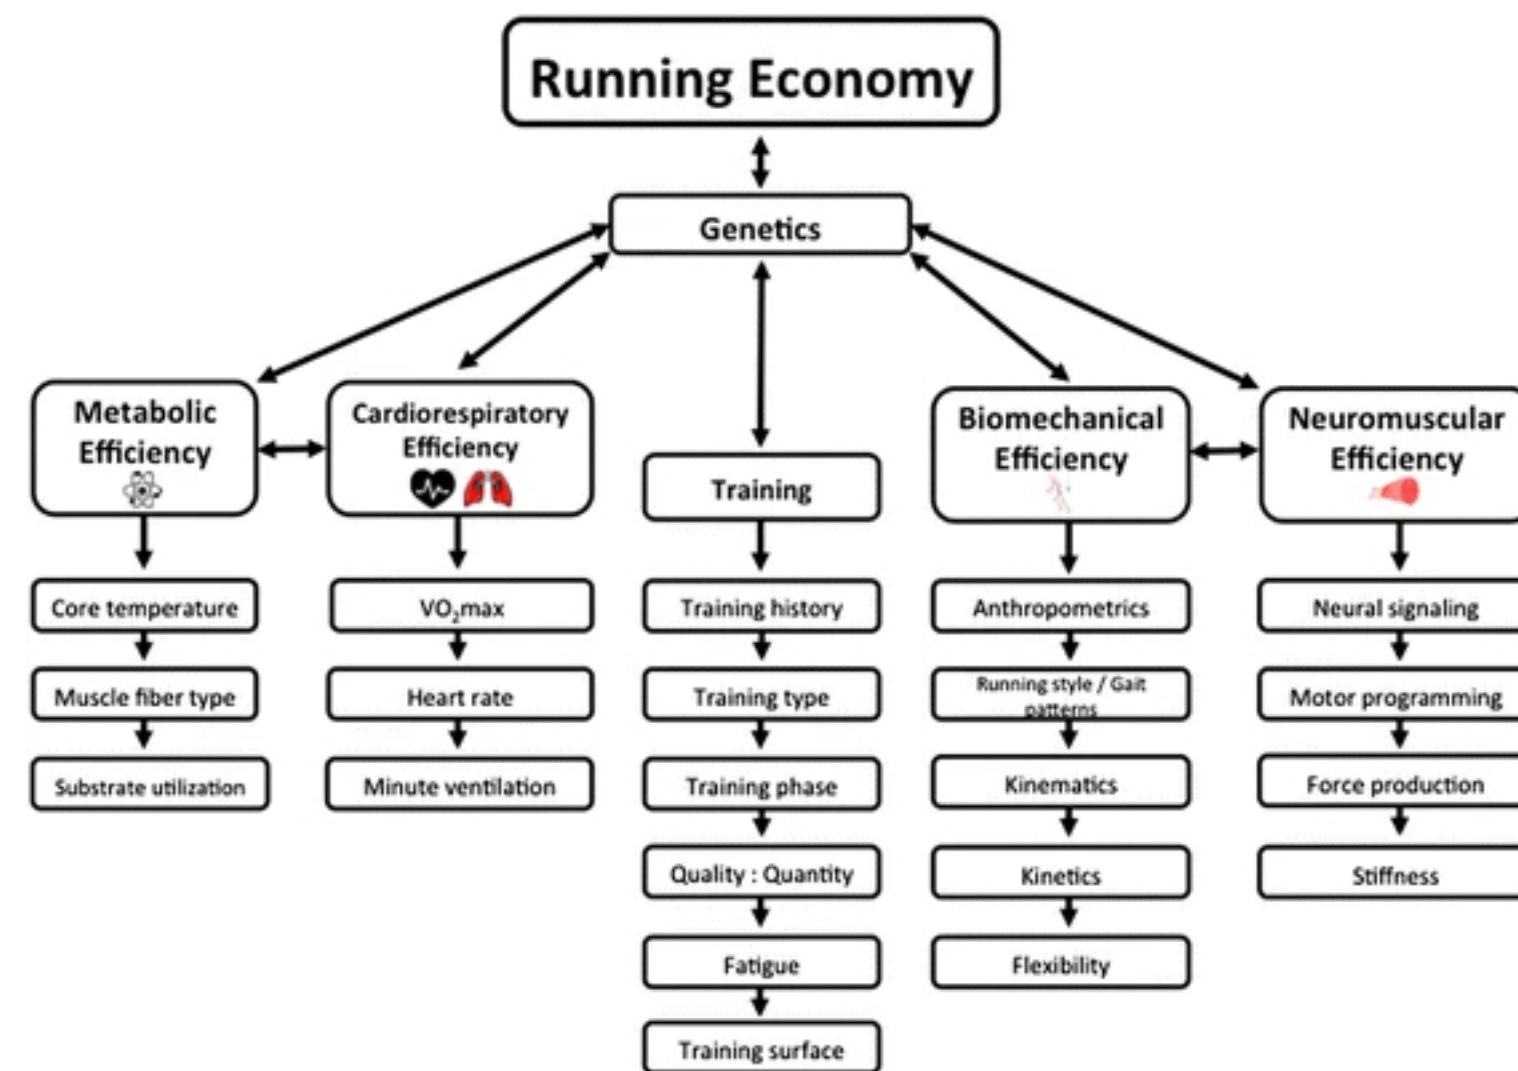 Running Economy
Genetics
Metabolic
Efficiency
Cardiorespiratory
Efficiency
Training
Biomechanical
Efficiency
Neuromuscular
Efficiency
Core temperature
Muscle fiber type
Substrate utilization
VO₂max
Heart rate
Minute ventilation
Training history
Training type
Training phase
Quality : Quantity
Fatigue
Training surface
Anthropometrics
Running style / Gait
patterns
Kinematics
Kinetics
Flexibility
Neural signaling
Motor programming
Force production
Stiffness